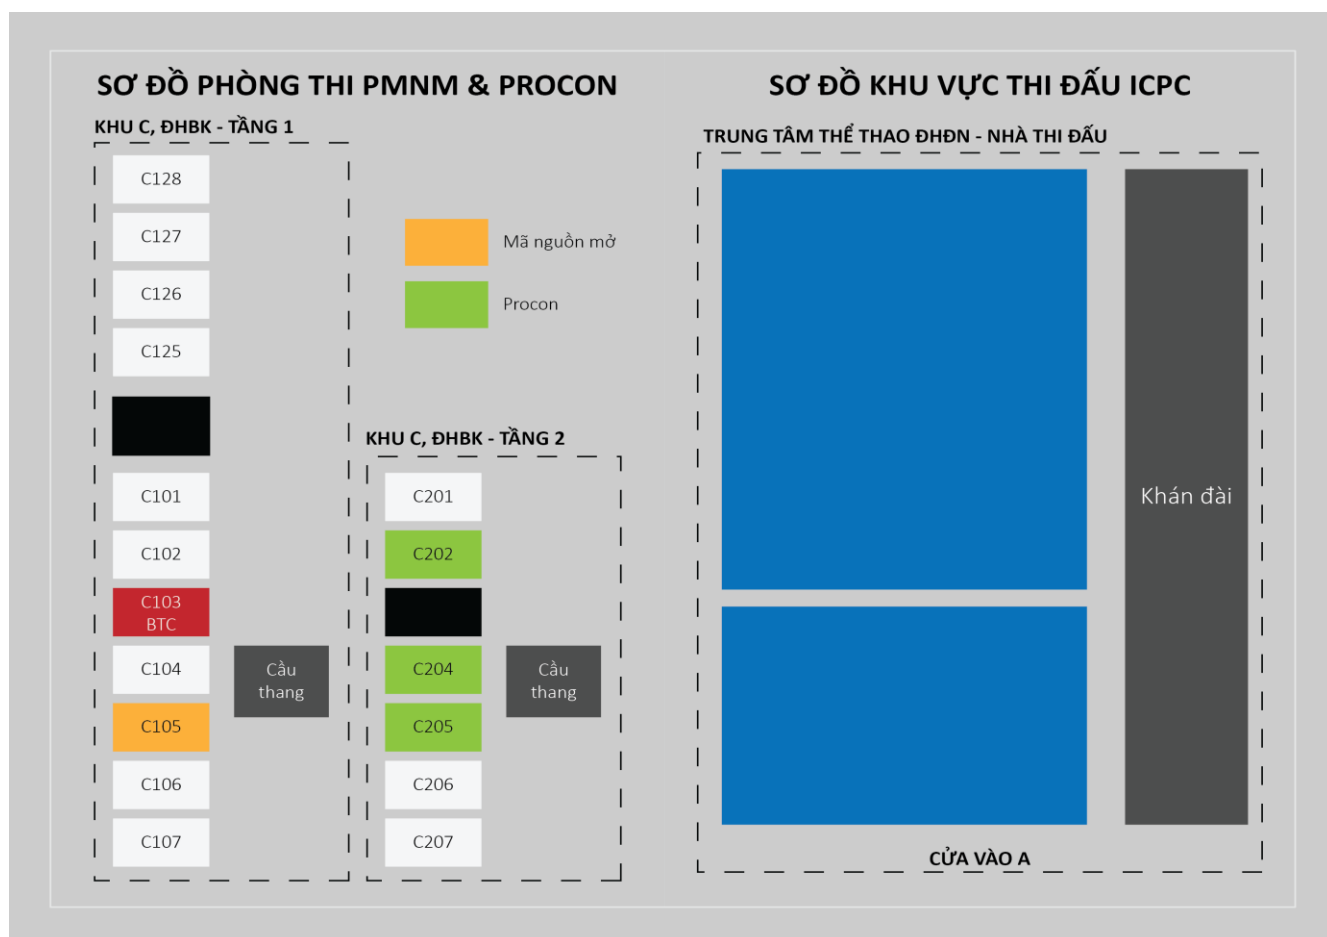 SƠ ĐỒ PHÒNG THI PMNM & PROCON
KHU C, ĐHBK - TẦNG 1
C128
C127
C126
C125
C101
C102
C103
BTC
C104
C105
C106
C107
Cầu
thang
Mã nguồn mở
Procon
KHU C, ĐHBK - TẦNG 2
C201
C202
C204
C205
C206
C207
Cầu
thang
SƠ ĐỒ KHU VỰC THI ĐẤU ICPC
TRUNG TÂM THỂ THAO ĐHĐN - NHÀ THI ĐẤU
Khán đài
CỬA VÀO A